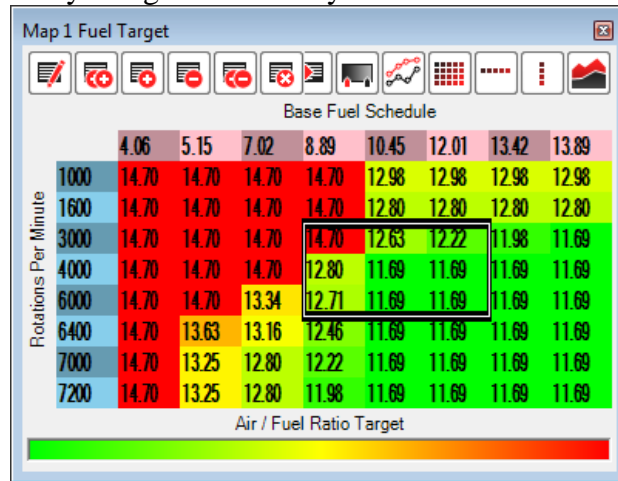 Map 1 Fuel Target
Base Fuel Schedule
4.06 5.15 7.02 8.89 10.45 12.01 13.42 13.89
Rotations Per Minute
1000 14.70 14.70 14.70 14.70 12.98 12.98 12.98 12.98
1600 14.70 14.70 14.70 14.70 12.80 12.80 12.80 12.80
3000 14.70 14.70 14.70 14.70 12.63 12.22 11.98 11.69
4000 14.70 14.70 14.70 12.80 11.69 11.69 11.69 11.69
6000 14.70 14.70 13.34 12.71 11.69 11.69 11.69 11.69
6400 14.70 13.63 13.16 12.46 11.69 11.69 11.69 11.69
7000 14.70 13.25 12.80 12.22 11.69 11.69 11.69 11.69
7200 14.70 13.25 12.80 11.98 11.69 11.69 11.69 11.69
Air / Fuel Ratio Target